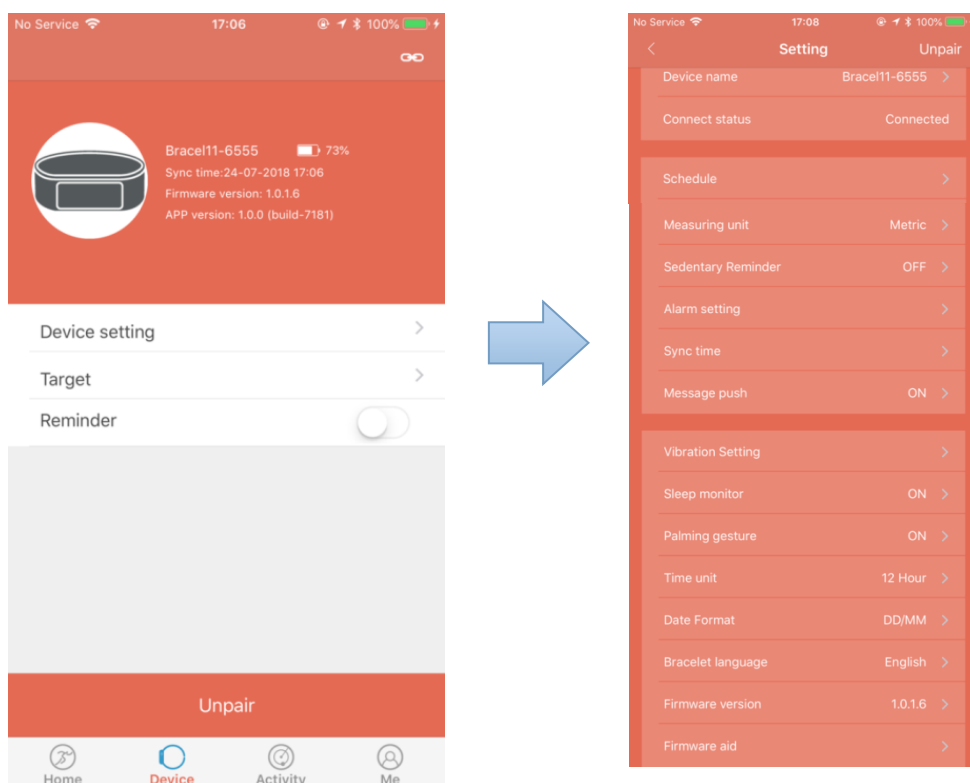 No Service 17:06 100%
Bracel11-6555 73%
Sync time:24-07-2018 17:06
Firmware version: 1.0.1.6
APP version: 1.0.0 (build-7181)
Device setting
Target
Reminder
Unpair
Home Device Activity Me
No Service 17:08 100%
Setting Unpair
Device name Bracel11-6555
Connect status Connected
Schedule
Measuring unit Metric
Sedentary Reminder OFF
Alarm setting
Sync time
Message push ON
Vibration Setting
Sleep monitor ON
Palming gesture ON
Time unit 12 Hour
Date Format DD/MM
Bracelet language English
Firmware version 1.0.1.6
Firmware aid